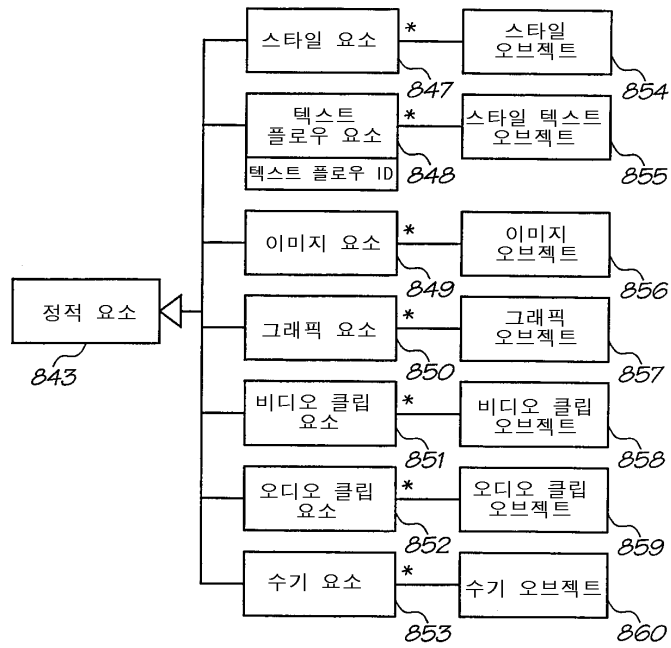 스타일 요소
*
스타일
오브젝트
847
854
텍스트
플로우 요소
*
스타일 텍스트
오브젝트
텍스트 플로우 ID
848
855
이미지 요소
*
이미지
오브젝트
849
856
정적 요소
843
그래픽 요소
*
그래픽
오브젝트
850
857
비디오 클립
요소
*
비디오 클립
오브젝트
851
858
오디오 클립
요소
*
오디오 클립
오브젝트
852
859
수기 요소
*
수기 오브젝트
853
860